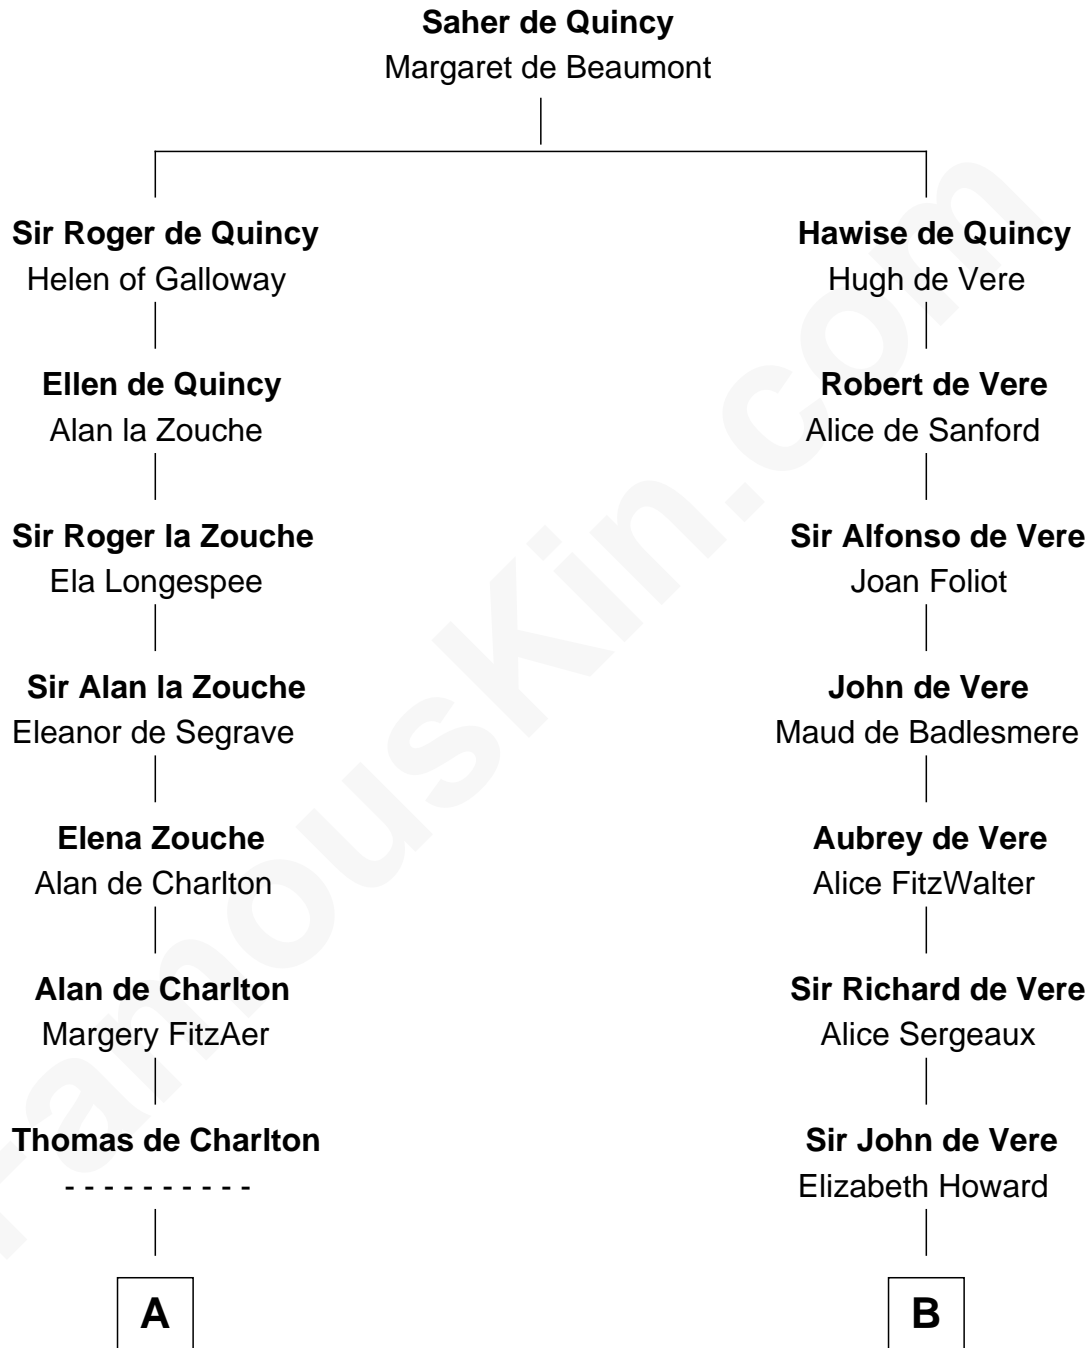 Saher de Quincy
Margaret de Beaumont
Sir Roger de Quincy
Helen of Galloway
Hawise de Quincy
Hugh de Vere
Ellen de Quincy
Alan la Zouche
Robert de Vere
Alice de Sanford
Sir Roger la Zouche
Ela Longespee
Sir Alfonso de Vere
Joan Foliot
Sir Alan la Zouche
Eleanor de Segrave
John de Vere
Maud de Badlesmere
Elena Zouche
Alan de Charlton
Aubrey de Vere
Alice FitzWalter
Alan de Charlton
Margery FitzAer
Sir Richard de Vere
Alice Sergeaux
Thomas de Charlton
- - - - - - - - - -
Sir John de Vere
Elizabeth Howard
A
B
FamousKin.com